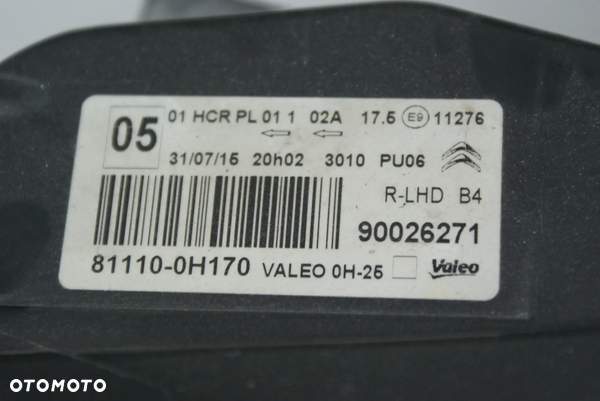 05
01 HCR PL 01 1 02A 17.5 E9 11276
31/07/15 20h02 3010 PU06
R-LHD B4
90026271
81110-0H170 VALEO 0H-25 Valeo
OTOMOTO